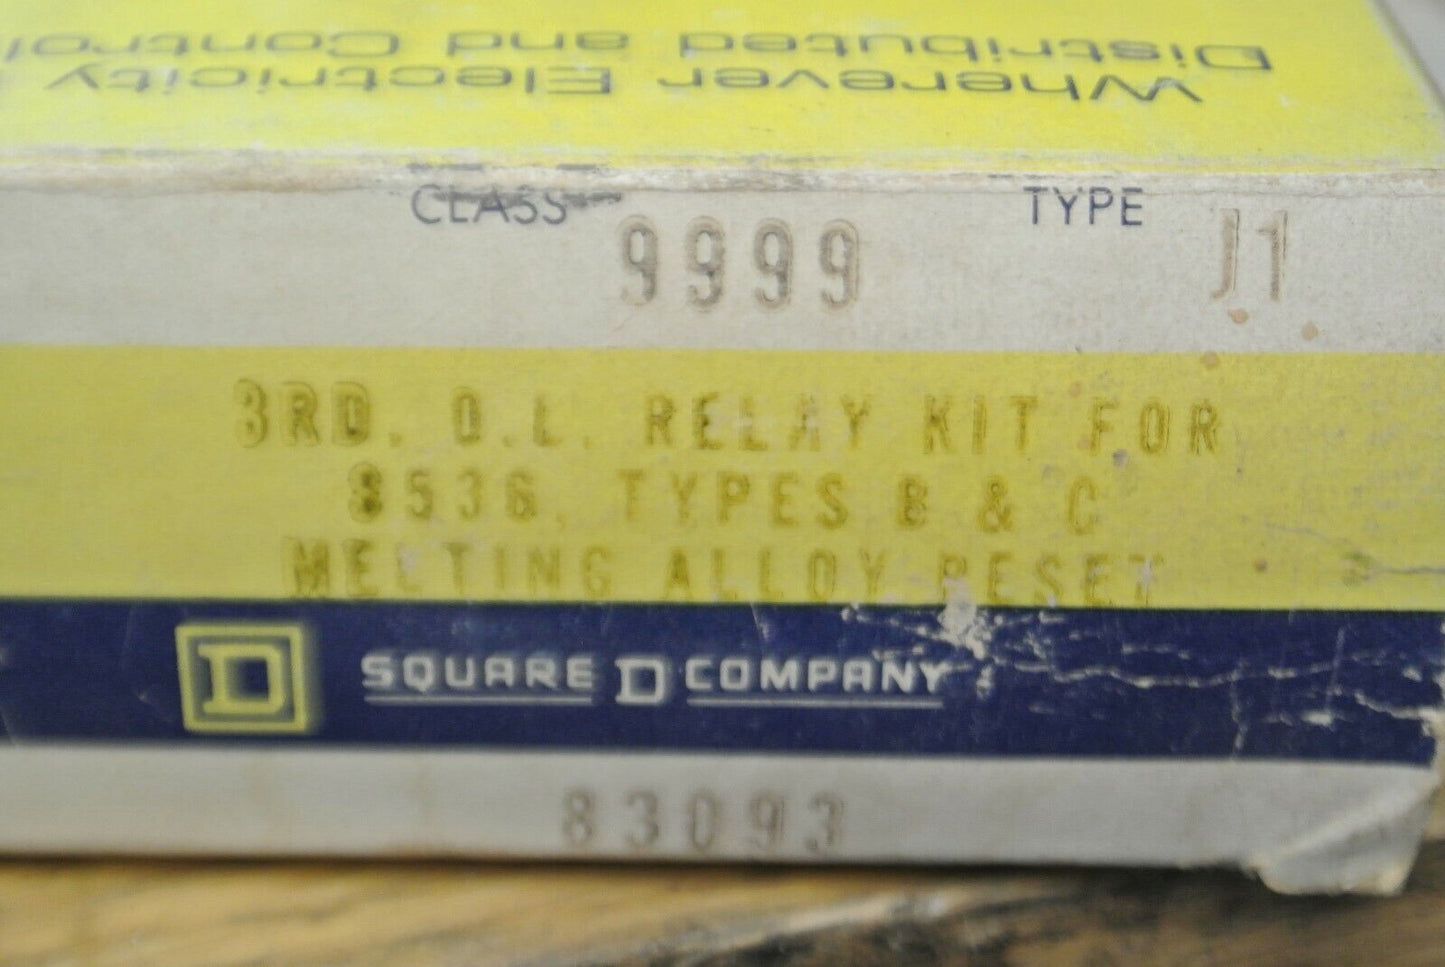 Wherever Electricity
Distributed and Control
CLASS 9999 TYPE J1
3RD. O.L. RELAY KIT FOR
8536, TYPES B & C
MELTING ALLOY RESET
D SQUARE D COMPANY
83093